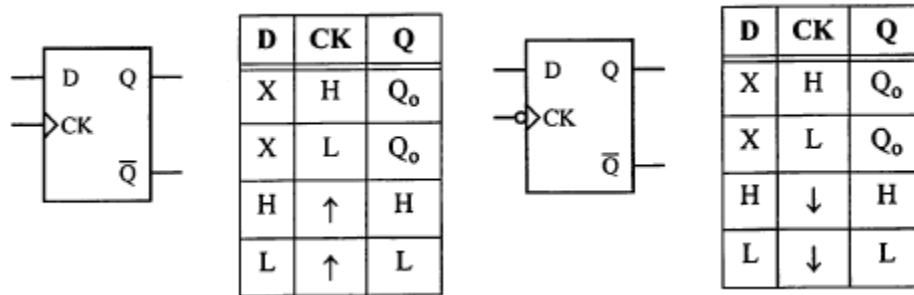 D Q
CK
Q̅
D CK Q
X H Qo
X L Qo
H ↑ H
L ↑ L
D Q
CK
Q̅
D CK Q
X H Qo
X L Qo
H ↓ H
L ↓ L